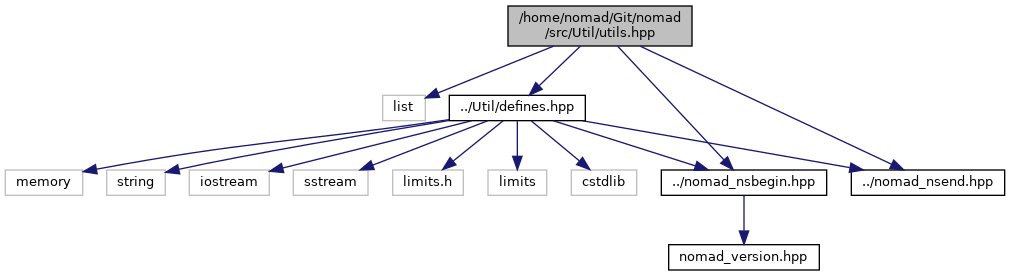 /home/nomad/Git/nomad
/src/Util/utils.hpp
list
../Util/defines.hpp
memory
string
iostream
sstream
limits.h
limits
cstdlib
../nomad_nsbegin.hpp
../nomad_nsend.hpp
nomad_version.hpp